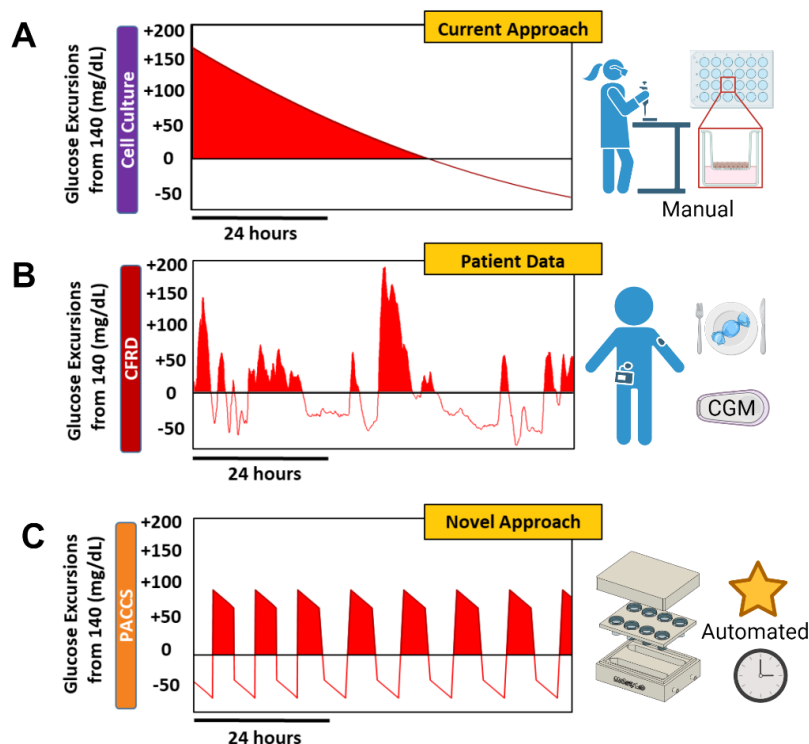 A
Glucose Excursions
from 140 (mg/dL)
Cell Culture
+200
+150
+100
+50
0
-50
Current Approach
24 hours
Manual
B
Glucose Excursions
from 140 (mg/dL)
CFRD
+200
+150
+100
+50
0
-50
Patient Data
24 hours
CGM
C
Glucose Excursions
from 140 (mg/dL)
PACCS
+200
+150
+100
+50
0
-50
Novel Approach
24 hours
Automated